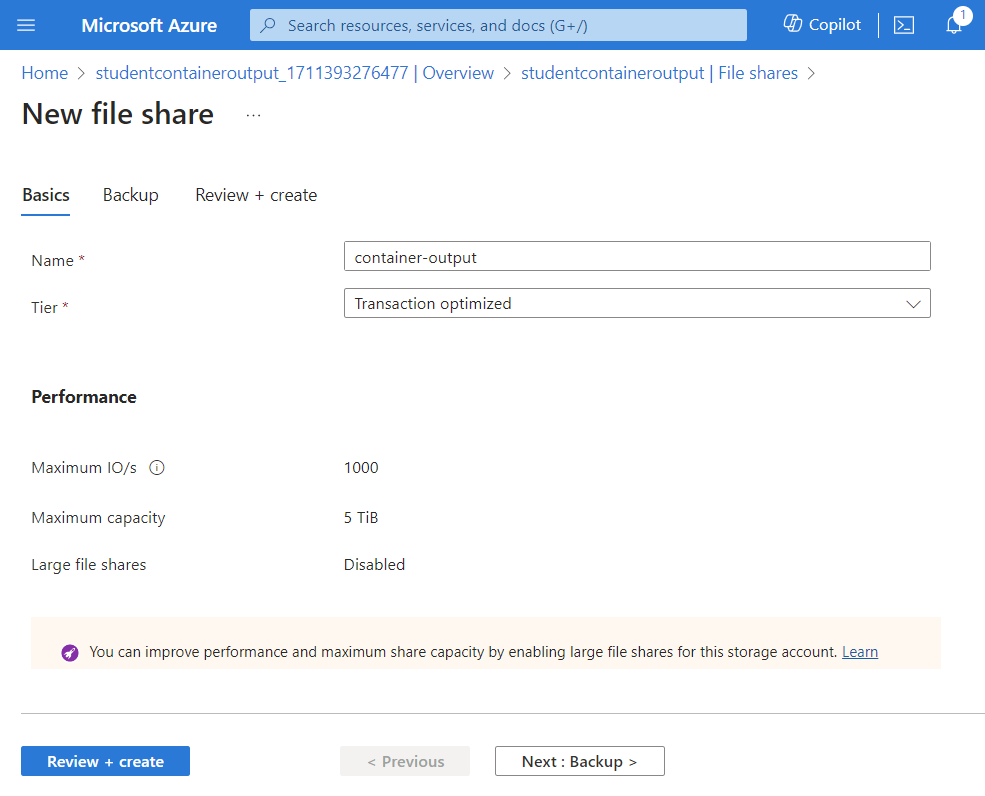 Microsoft Azure
Search resources, services, and docs (G+/)
Copilot
1
Home > studentcontaineroutput_1711393276477 | Overview > studentcontaineroutput | File shares >
New file share ...
Basics Backup Review + create
Name * container-output
Tier * Transaction optimized
Performance
Maximum IO/s 1000
Maximum capacity 5 TiB
Large file shares Disabled
You can improve performance and maximum share capacity by enabling large file shares for this storage account. Learn
Review + create < Previous Next : Backup >